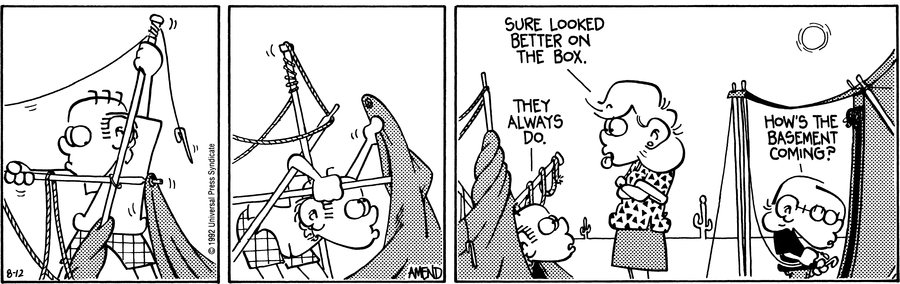 8-12
© 1992 Universal Press Syndicate
AMEND
SURE LOOKED
BETTER ON
THE BOX.
THEY
ALWAYS
DO.
HOW'S THE
BASEMENT
COMING?